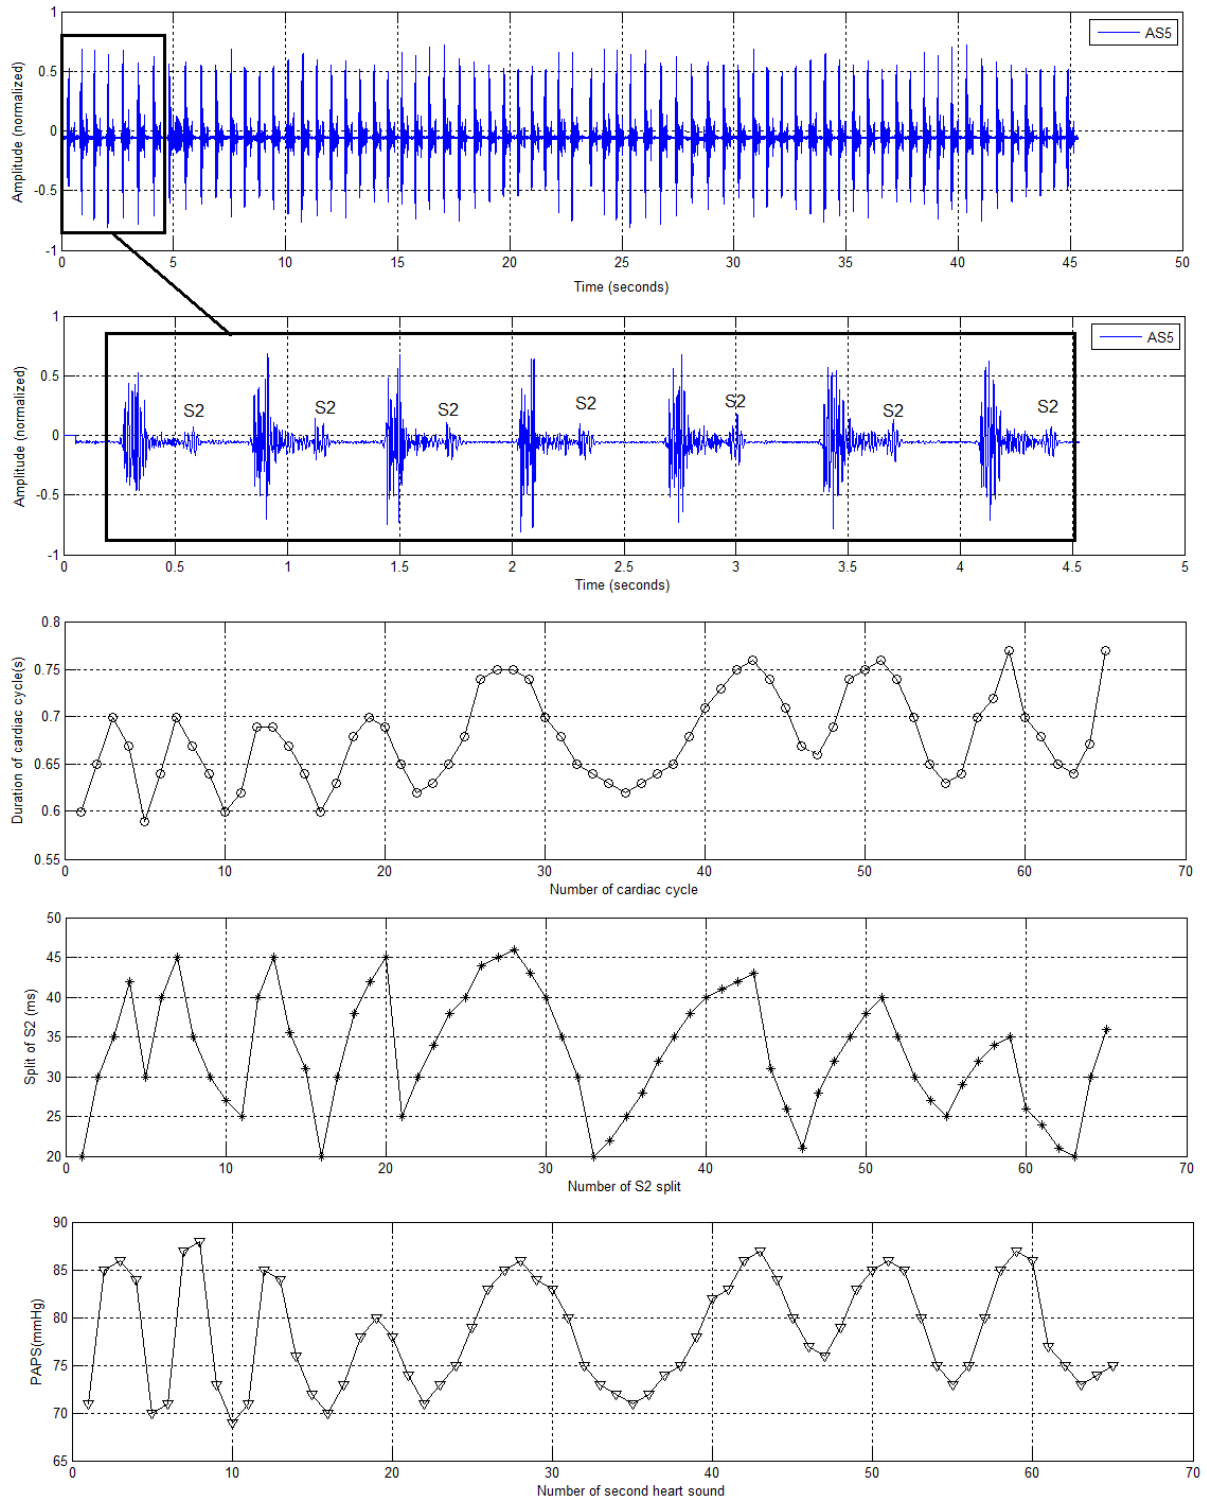 1
0.5
0
-0.5
-1
Amplitude (normalized)
AS5
0 5 10 15 20 25 30 35 40 45 50
Time (seconds)
1
0.5
0
-0.5
-1
Amplitude (normalized)
AS5
S2 S2 S2 S2 S2 S2 S2
0 0.5 1 1.5 2 2.5 3 3.5 4 4.5 5
Time (seconds)
0.8
0.75
0.7
0.65
0.6
0.55
Duration of cardiac cycle(s)
0 10 20 30 40 50 60 70
Number of cardiac cycle
50
45
40
35
30
25
20
Split of S2 (ms)
0 10 20 30 40 50 60 70
Number of S2 split
90
85
80
75
70
65
PAPS(mmHg)
0 10 20 30 40 50 60 70
Number of second heart sound